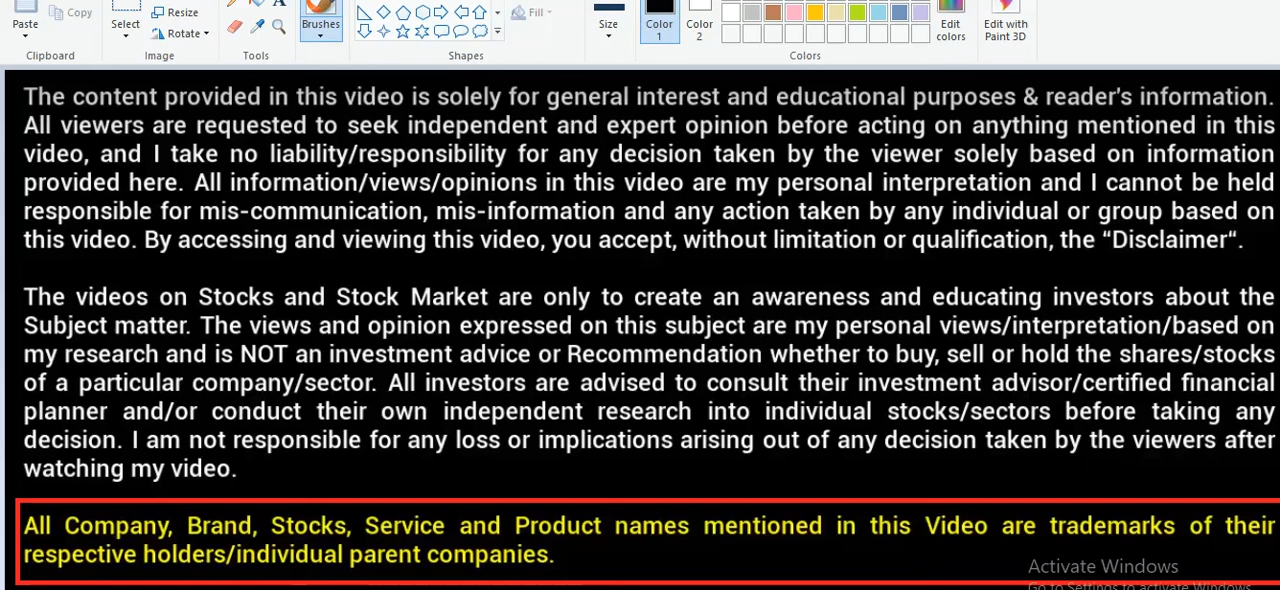 Paste
Copy
Clipboard
Select
Resize
Rotate
Image
A
Tools
Brushes
Fill
Shapes
Size
Color
1
Color
2
Colors
Edit
colors
Edit with
Paint 3D
The content provided in this video is solely for general interest and educational purposes & reader's information.
All viewers are requested to seek independent and expert opinion before acting on anything mentioned in this
video, and I take no liability/responsibility for any decision taken by the viewer solely based on information
provided here. All information/views/opinions in this video are my personal interpretation and I cannot be held
responsible for mis-communication, mis-information and any action taken by any individual or group based on
this video. By accessing and viewing this video, you accept, without limitation or qualification, the “Disclaimer“.
The videos on Stocks and Stock Market are only to create an awareness and educating investors about the
Subject matter. The views and opinion expressed on this subject are my personal views/interpretation/based on
my research and is NOT an investment advice or Recommendation whether to buy, sell or hold the shares/stocks
of a particular company/sector. All investors are advised to consult their investment advisor/certified financial
planner and/or conduct their own independent research into individual stocks/sectors before taking any
decision. I am not responsible for any loss or implications arising out of any decision taken by the viewers after
watching my video.
All Company, Brand, Stocks, Service and Product names mentioned in this Video are trademarks of their
respective holders/individual parent companies.
Activate Windows
Go to Settings to activate Windows.